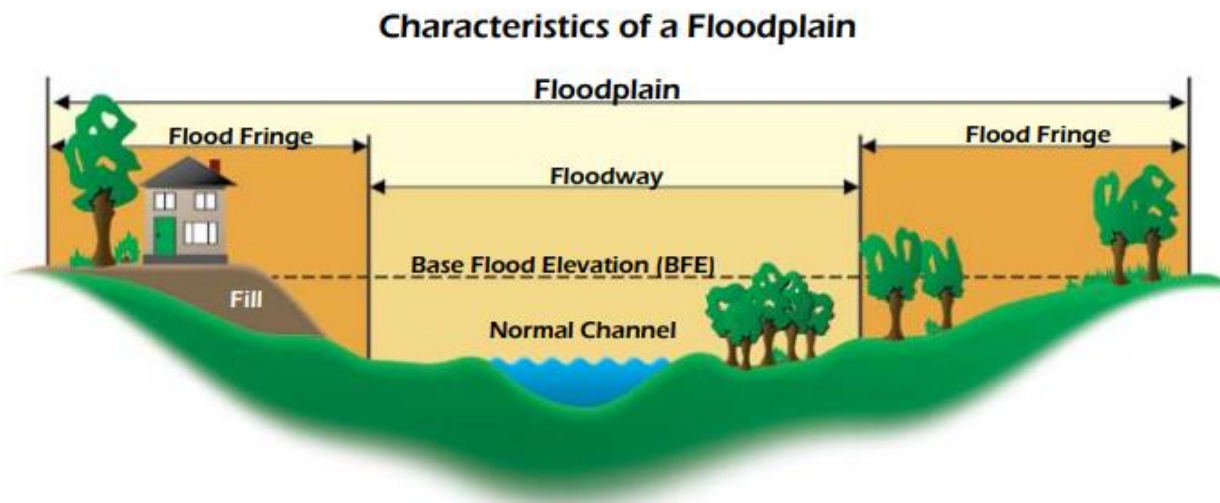 Characteristics of a Floodplain
Floodplain
Flood Fringe
Flood Fringe
Floodway
Base Flood Elevation (BFE)
Fill
Normal Channel